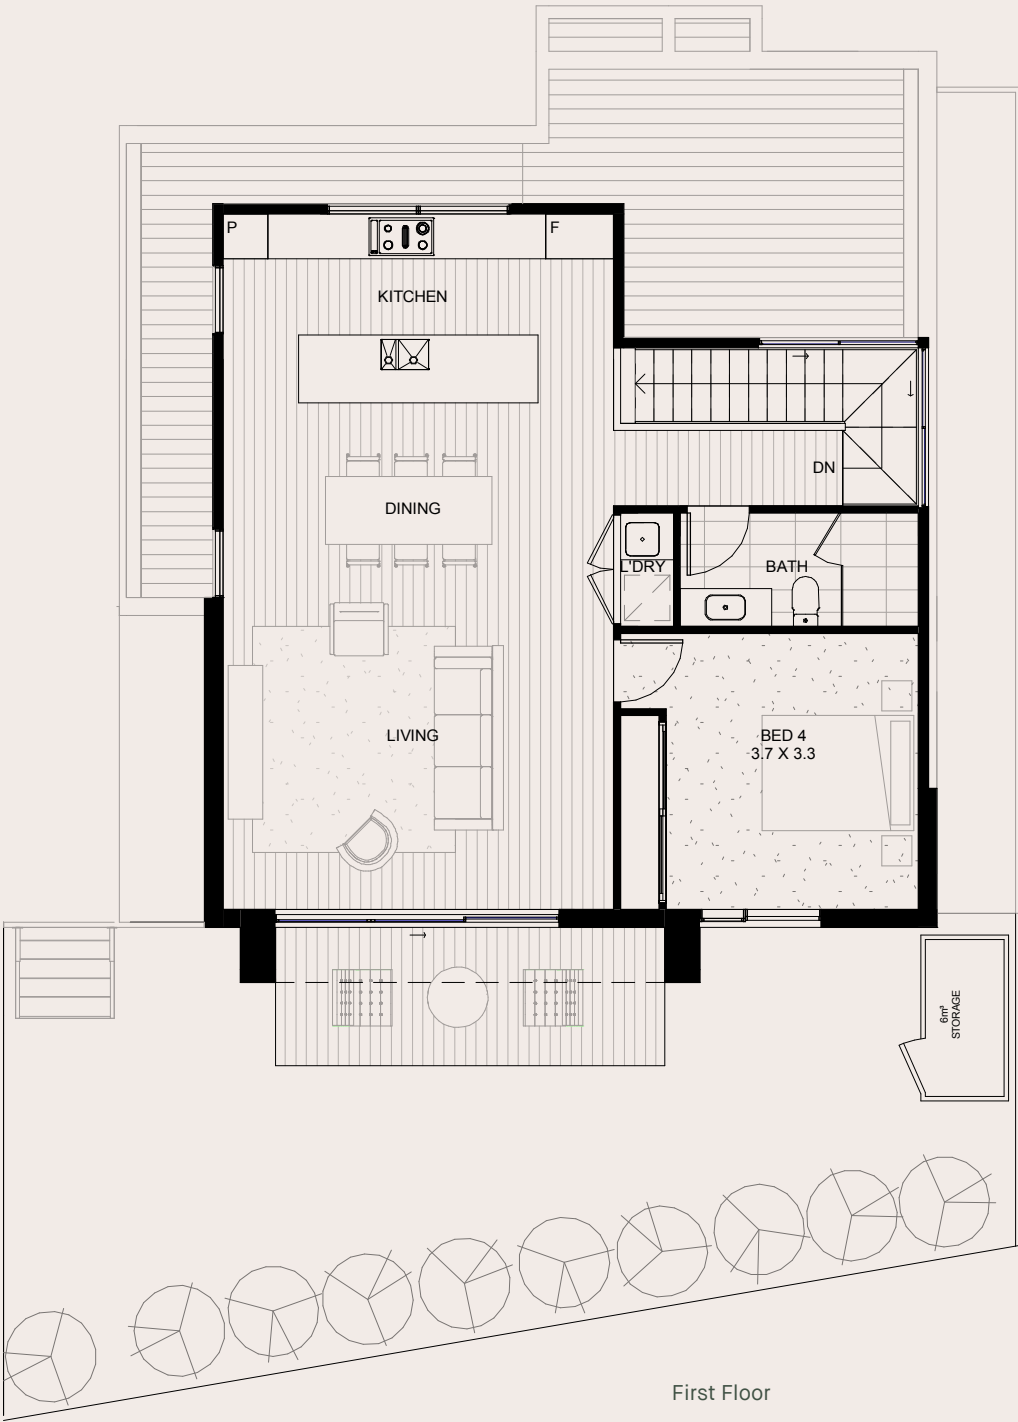 P
F
KITCHEN
DN
DINING
L'DRY
BATH
LIVING
BED 4
3.7 X 3.3
6m³
STORAGE
First Floor